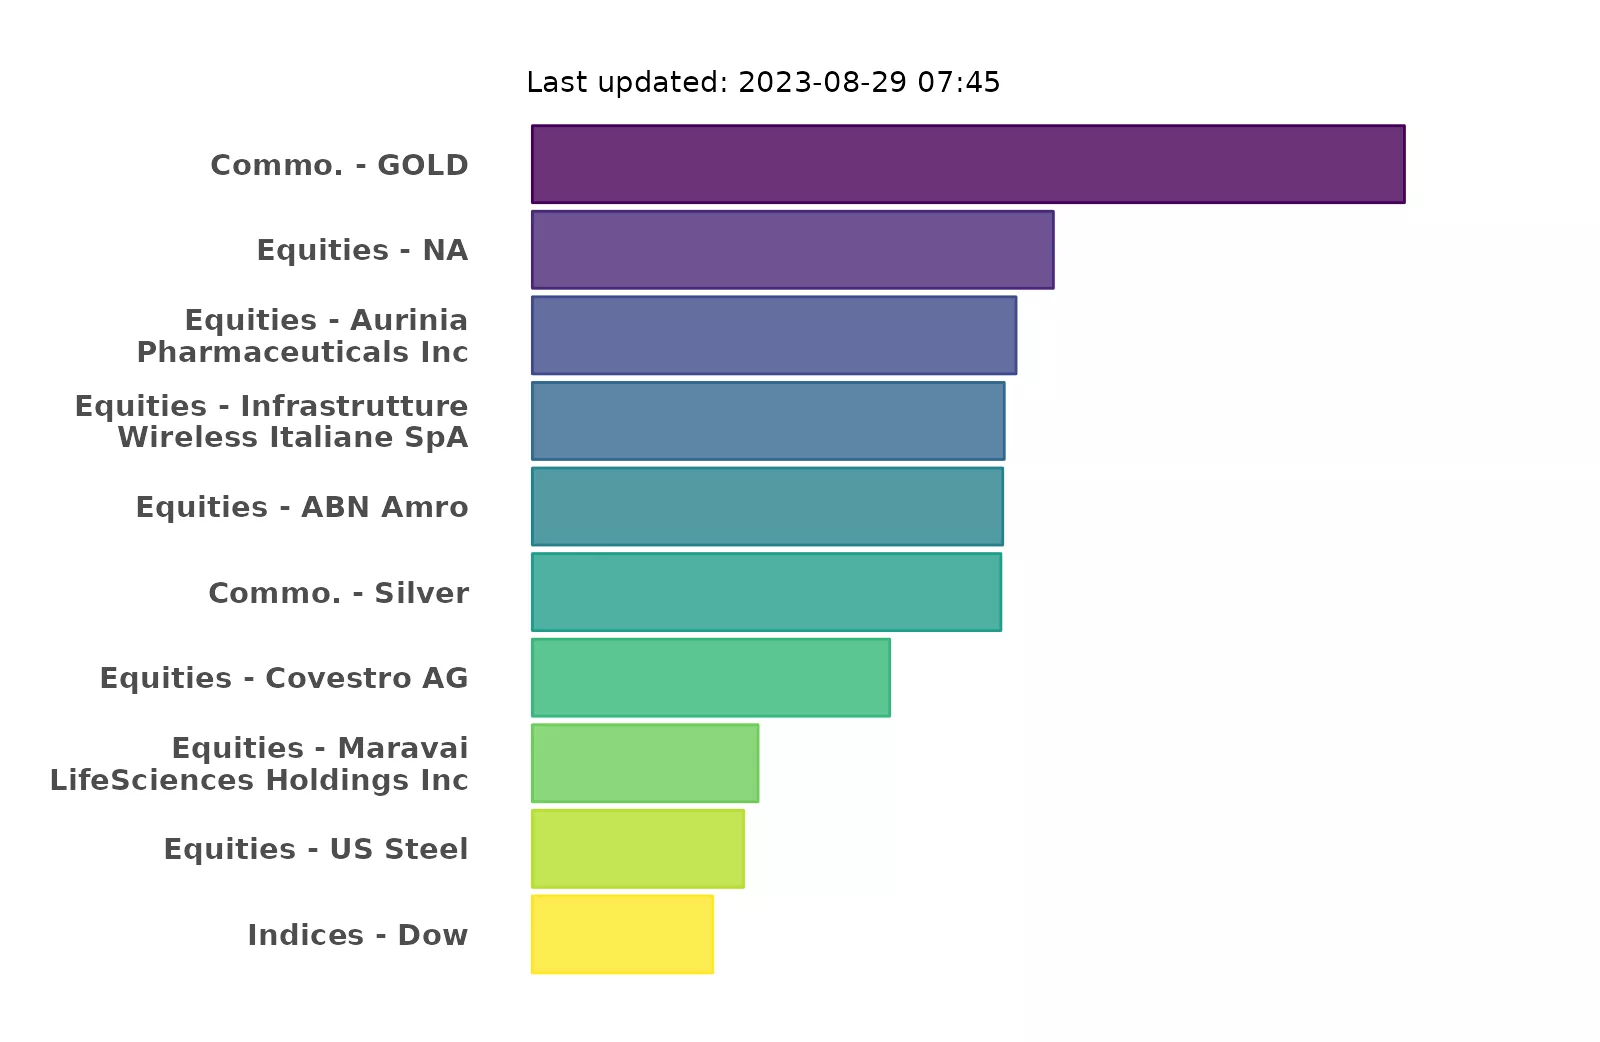 Last updated: 2023-08-29 07:45
Commo. - GOLD
Equities - NA
Equities - Aurinia
Pharmaceuticals Inc
Equities - Infrastrutture
Wireless Italiane SpA
Equities - ABN Amro
Commo. - Silver
Equities - Covestro AG
Equities - Maravai
LifeSciences Holdings Inc
Equities - US Steel
Indices - Dow